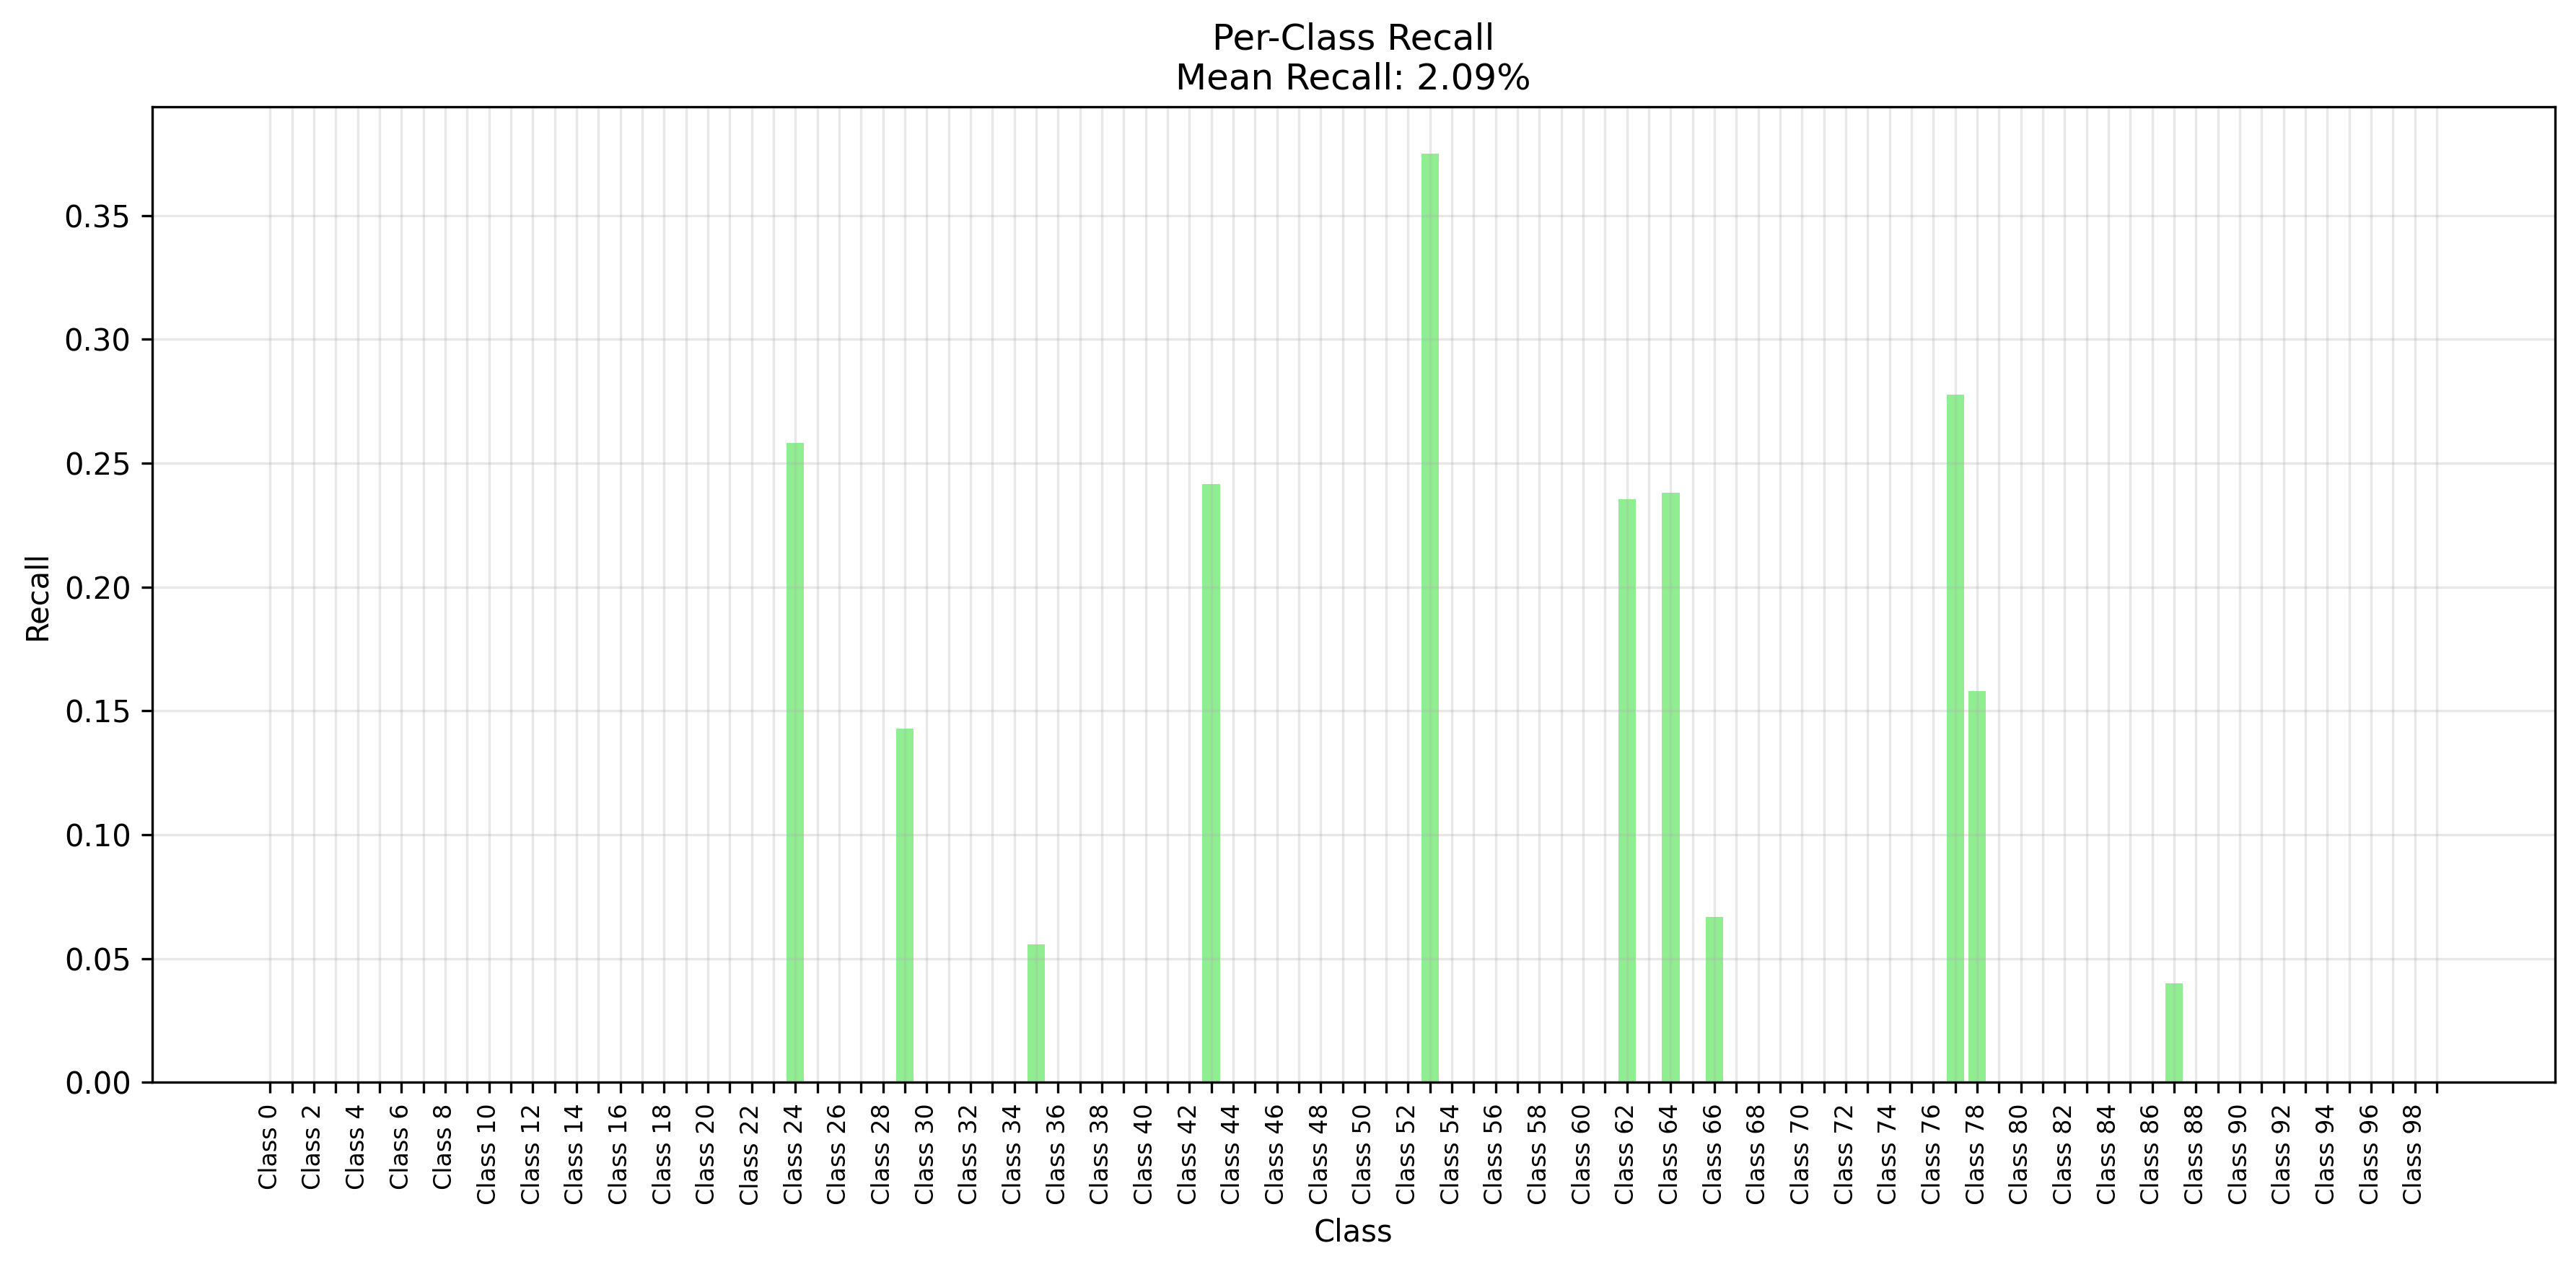 Per-Class Recall
Mean Recall: 2.09%
Recall
0.35
0.30
0.25
0.20
0.15
0.10
0.05
0.00
Class 0
Class 2
Class 4
Class 6
Class 8
Class 10
Class 12
Class 14
Class 16
Class 18
Class 20
Class 22
Class 24
Class 26
Class 28
Class 30
Class 32
Class 34
Class 36
Class 38
Class 40
Class 42
Class 44
Class 46
Class 48
Class 50
Class 52
Class 54
Class 56
Class 58
Class 60
Class 62
Class 64
Class 66
Class 68
Class 70
Class 72
Class 74
Class 76
Class 78
Class 80
Class 82
Class 84
Class 86
Class 88
Class 90
Class 92
Class 94
Class 96
Class 98
Class